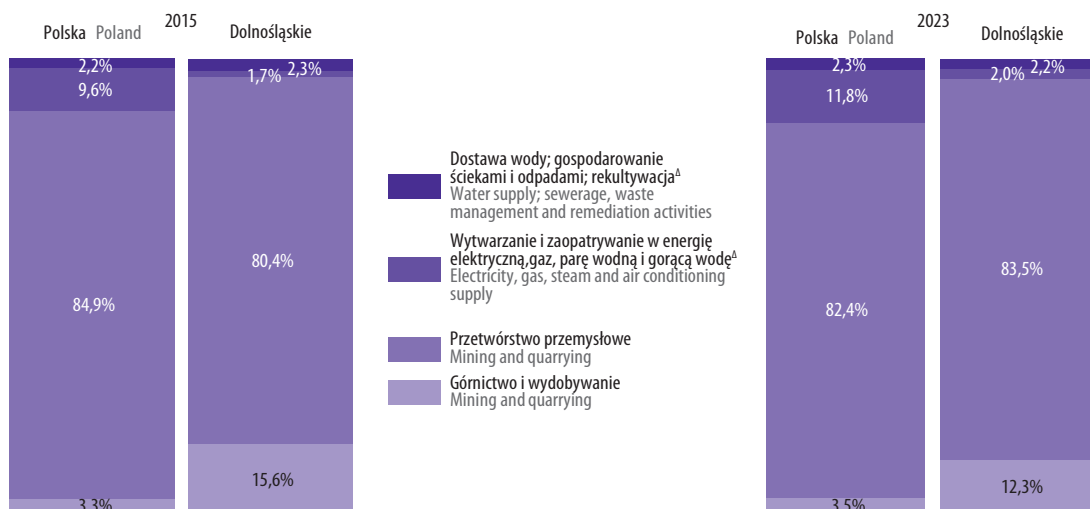 2015
Polska Poland
Dolnośląskie
2,2%
9,6%
84,9%
3,3%
2,3%
1,7%
80,4%
15,6%
Dostawa wody; gospodarowanie
ściekami i odpadami; rekultywacjaᐞ
Water supply; sewerage, waste
management and remediation activities
Wytwarzanie i zaopatrywanie w energię
elektryczną,gaz, parę wodną i gorącą wodęᐞ
Electricity, gas, steam and air conditioning
supply
Przetwórstwo przemysłowe
Mining and quarrying
Górnictwo i wydobywanie
Mining and quarrying
2023
Polska Poland
Dolnośląskie
2,3%
11,8%
82,4%
3,5%
2,2%
2,0%
83,5%
12,3%